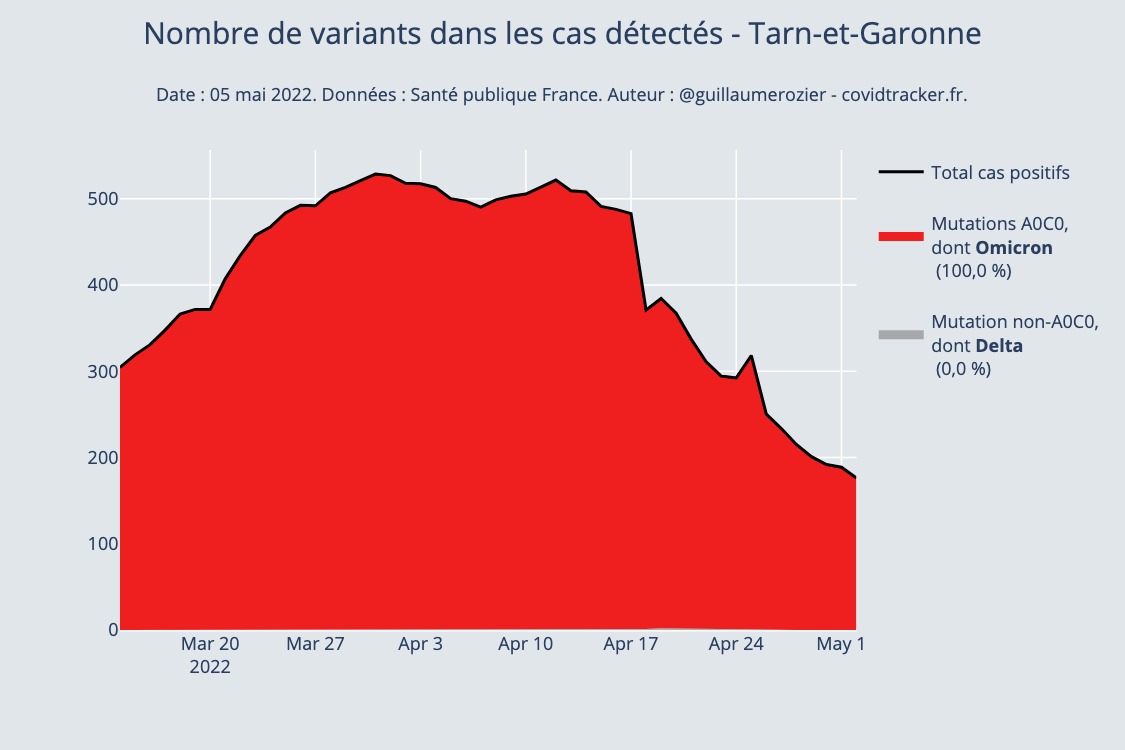 Nombre de variants dans les cas détectés - Tarn-et-Garonne
Date : 05 mai 2022. Données : Santé publique France. Auteur : @guillaumerozier - covidtracker.fr.
Total cas positifs
Mutations A0C0,
dont Omicron
(100,0 %)
Mutation non-A0C0,
dont Delta
(0,0 %)
500
400
300
200
100
0
Mar 20
2022
Mar 27
Apr 3
Apr 10
Apr 17
Apr 24
May 1